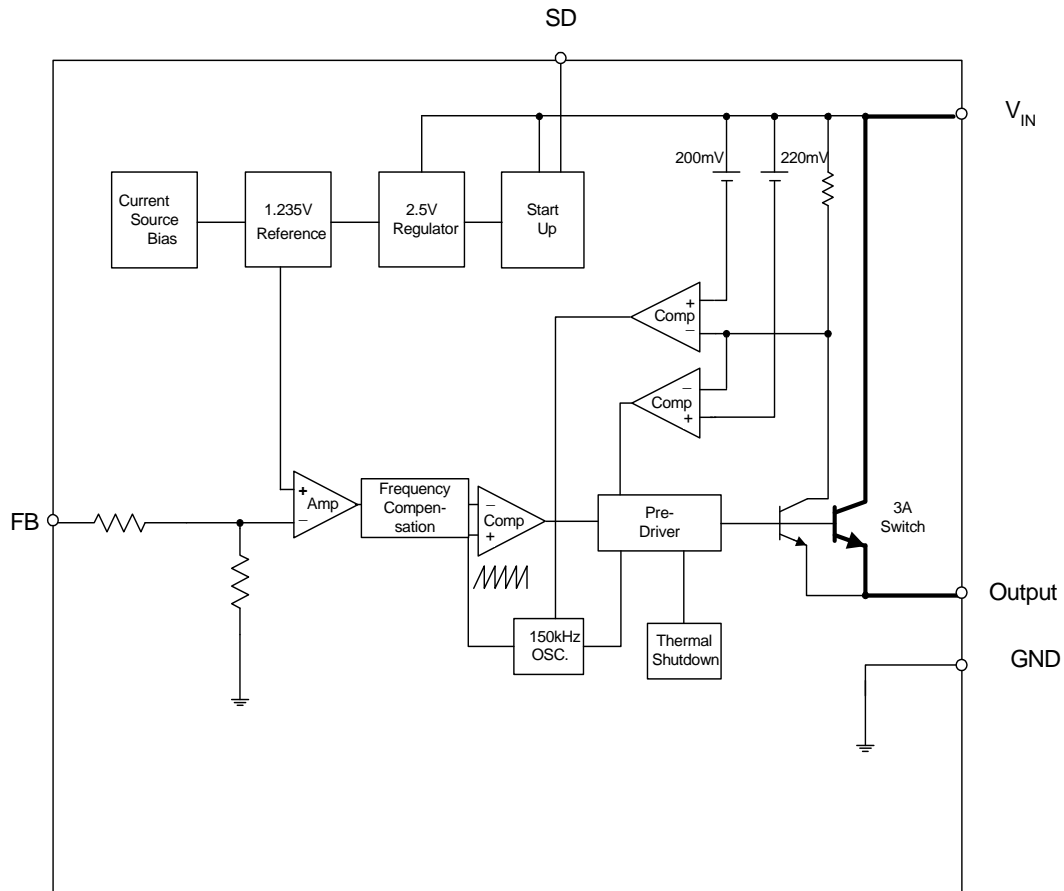 SD
V_IN
200mV
220mV
Current
Source
Bias
1.235V
Reference
2.5V
Regulator
Start
Up
+
Comp
−
−
Comp
+
FB
+
Amp
−
Frequency
Compen-
sation
−
Comp
+
Pre-
Driver
3A
Switch
Output
150kHz
OSC.
Thermal
Shutdown
GND